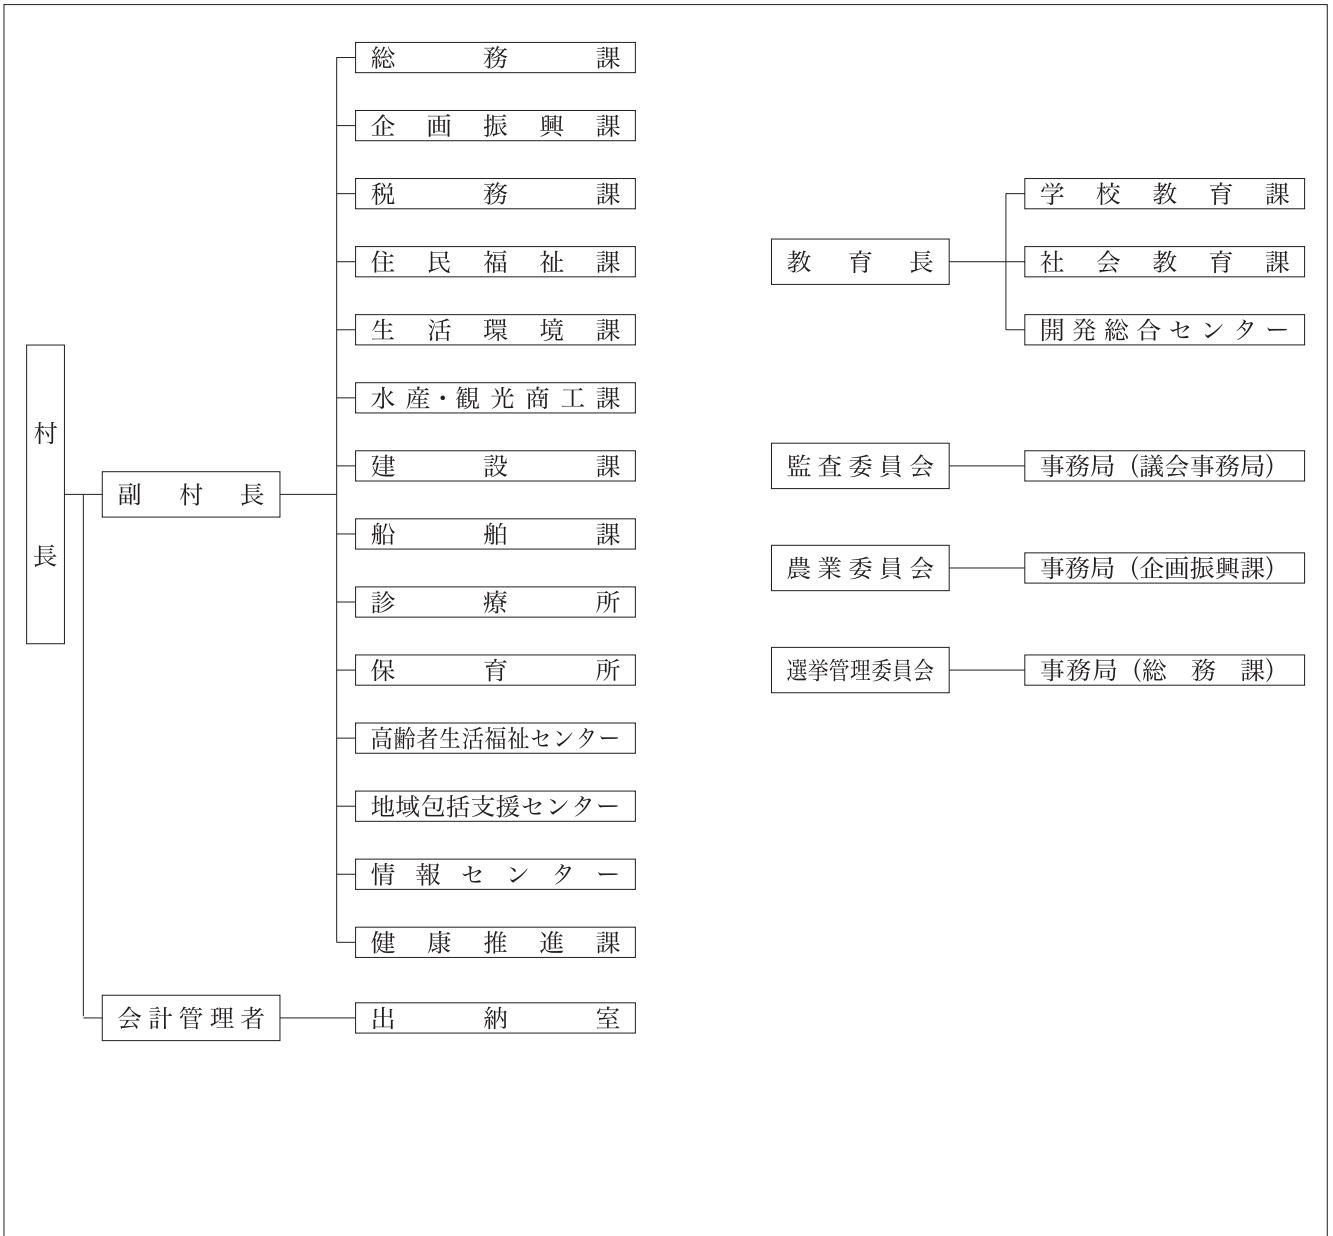 村長
副村長
総務課
企画振興課
税務課
住民福祉課
生活環境課
水産・観光商工課
建設課
船舶課
診療所
保育所
高齢者生活福祉センター
地域包括支援センター
情報センター
健康推進課
会計管理者
出納室
教育長
学校教育課
社会教育課
開発総合センター
監査委員会
事務局（議会事務局）
農業委員会
事務局（企画振興課）
選挙管理委員会
事務局（総務課）